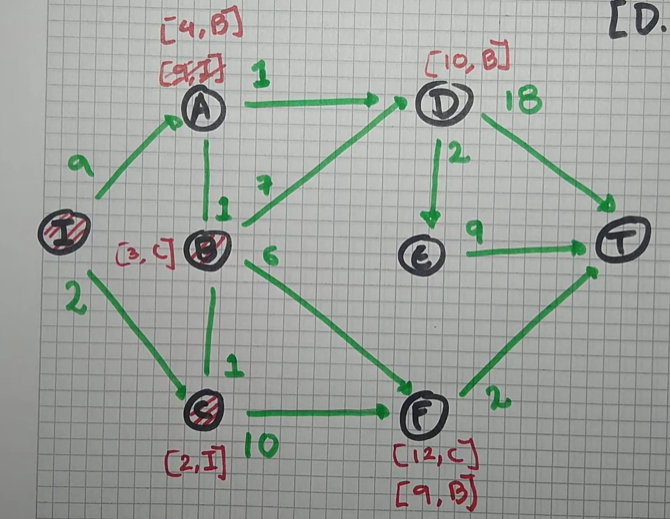 [D.
[4, B]
[9, I]
1
[10, B]
A
D
18
9
2
7
1
I
[3, C]
B
6
E
9
T
2
1
C
10
F
2
[2, I]
[12, C]
[9, B]